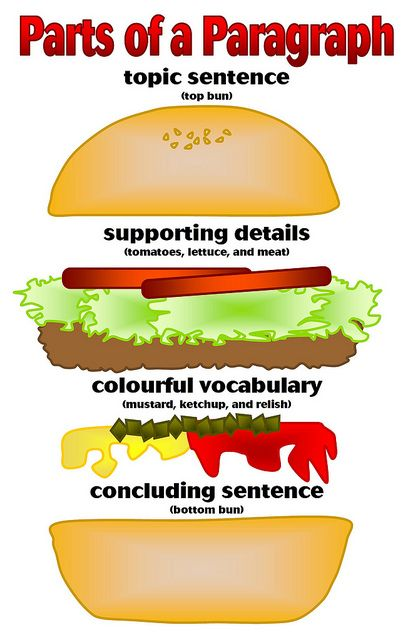 Parts of a Paragraph
topic sentence
(top bun)
supporting details
(tomatoes, lettuce, and meat)
colourful vocabulary
(mustard, ketchup, and relish)
concluding sentence
(bottom bun)